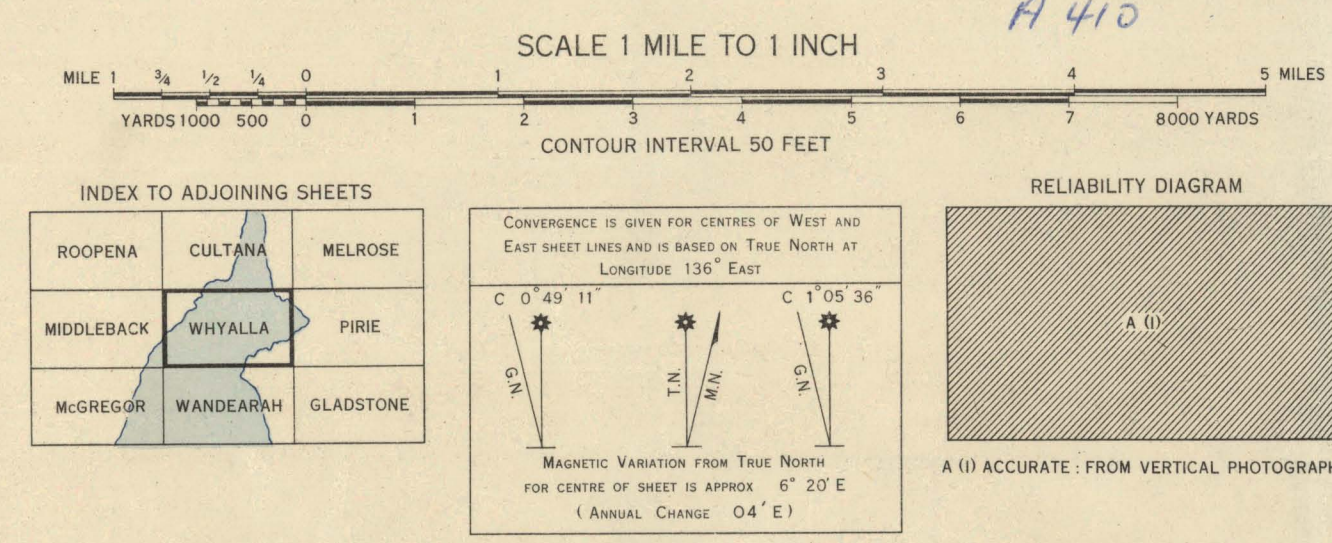 A 410
SCALE 1 MILE TO 1 INCH
MILE 1 ¾ ½ ¼ 0 1 2 3 4 5 MILES
YARDS 1000 500 0 1 2 3 4 5 6 7 8000 YARDS
CONTOUR INTERVAL 50 FEET
INDEX TO ADJOINING SHEETS
ROOPENA CULTANA MELROSE
MIDDLEBACK WHYALLA PIRIE
McGREGOR WANDEARAH GLADSTONE
CONVERGENCE IS GIVEN FOR CENTRES OF WEST AND
EAST SHEET LINES AND IS BASED ON TRUE NORTH AT
LONGITUDE 136° EAST
C 0°49' 11" C 1°05' 36"
G.N. T.N. M.N. G.N.
MAGNETIC VARIATION FROM TRUE NORTH
FOR CENTRE OF SHEET IS APPROX 6° 20' E
( ANNUAL CHANGE 04' E )
RELIABILITY DIAGRAM
A (I)
A (I) ACCURATE : FROM VERTICAL PHOTOGRAPH